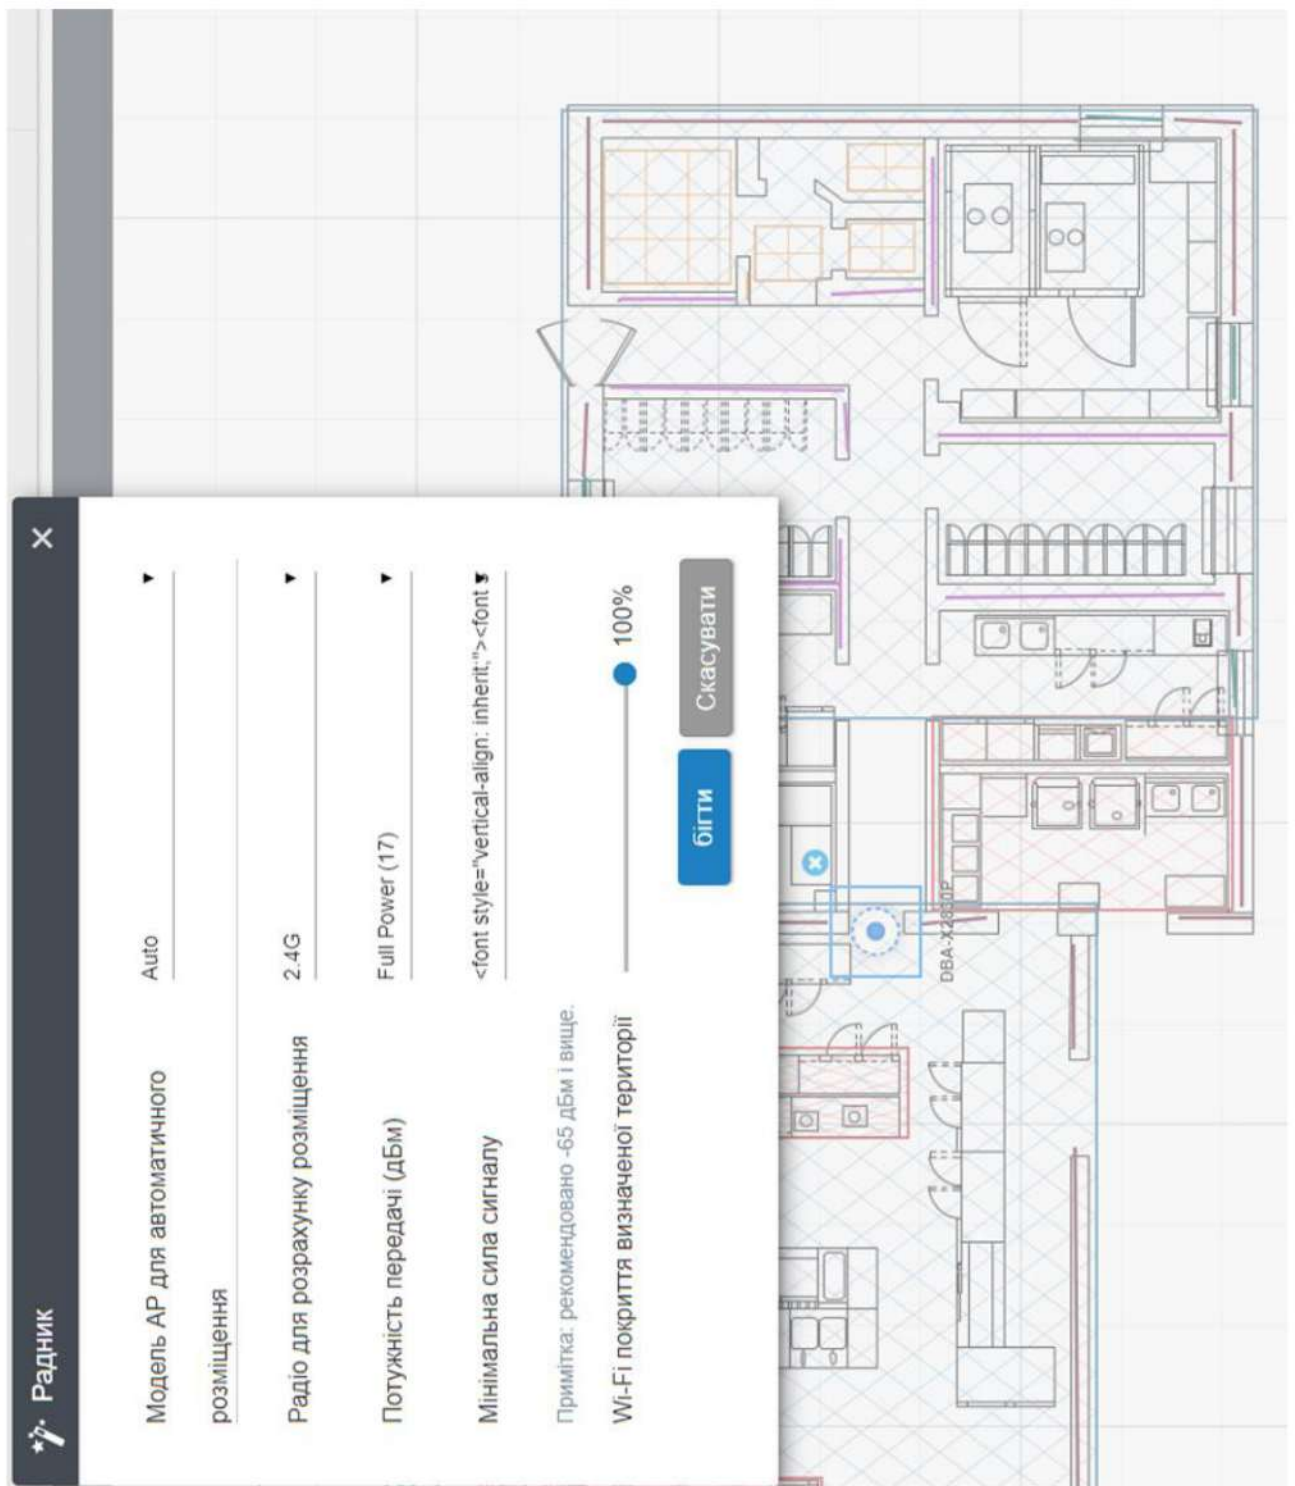 Радник
×
Модель AP для автоматичного
розміщення
Auto
Радіо для розрахунку розміщення
2.4G
Потужність передачі (дБм)
Full Power (17)
Мінімальна сила сигналу
<font style="vertical-align: inherit;"><font s
Примітка: рекомендовано -65 дБм і вище.
Wi-Fi покриття визначеної території
100%
бігти
Скасувати
DBA-X2830P